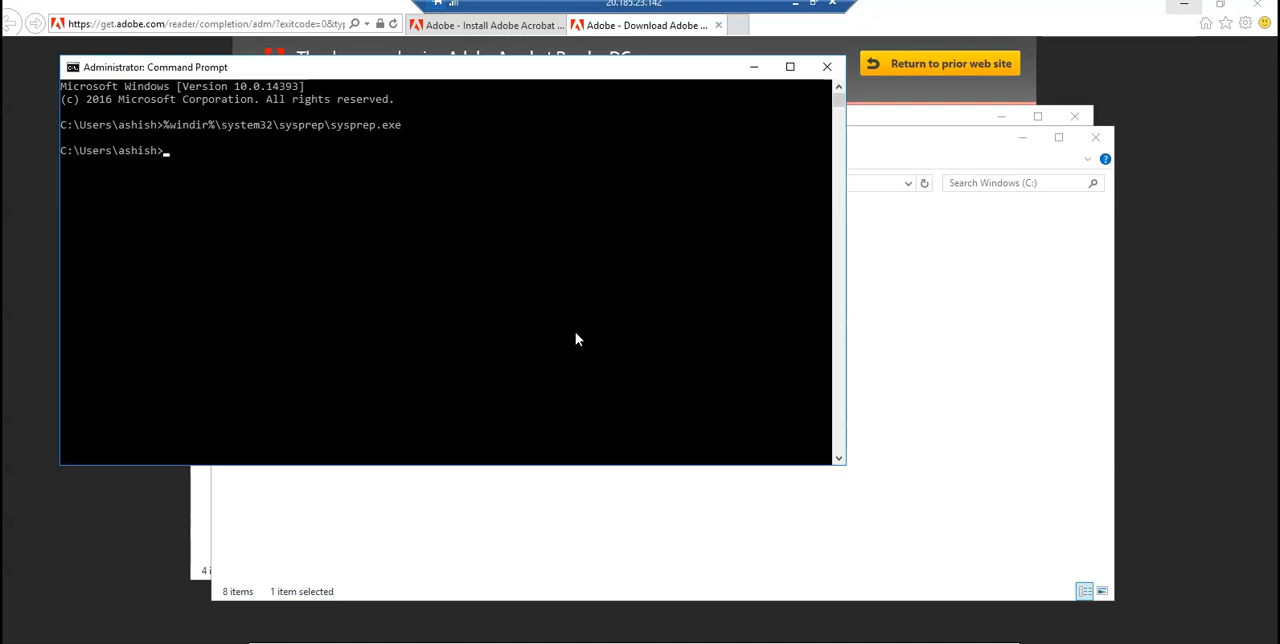 20.185.23.142
https://get.adobe.com/reader/completion/adm/?exitcode=0&typ
Adobe - Install Adobe Acrobat ...
Adobe - Download Adobe ...
Return to prior web site
Administrator: Command Prompt
Microsoft Windows [Version 10.0.14393]
(c) 2016 Microsoft Corporation. All rights reserved.
C:\Users\ashish>%windir%\system32\sysprep\sysprep.exe
C:\Users\ashish>
Search Windows (C:)
4 i
8 items 1 item selected